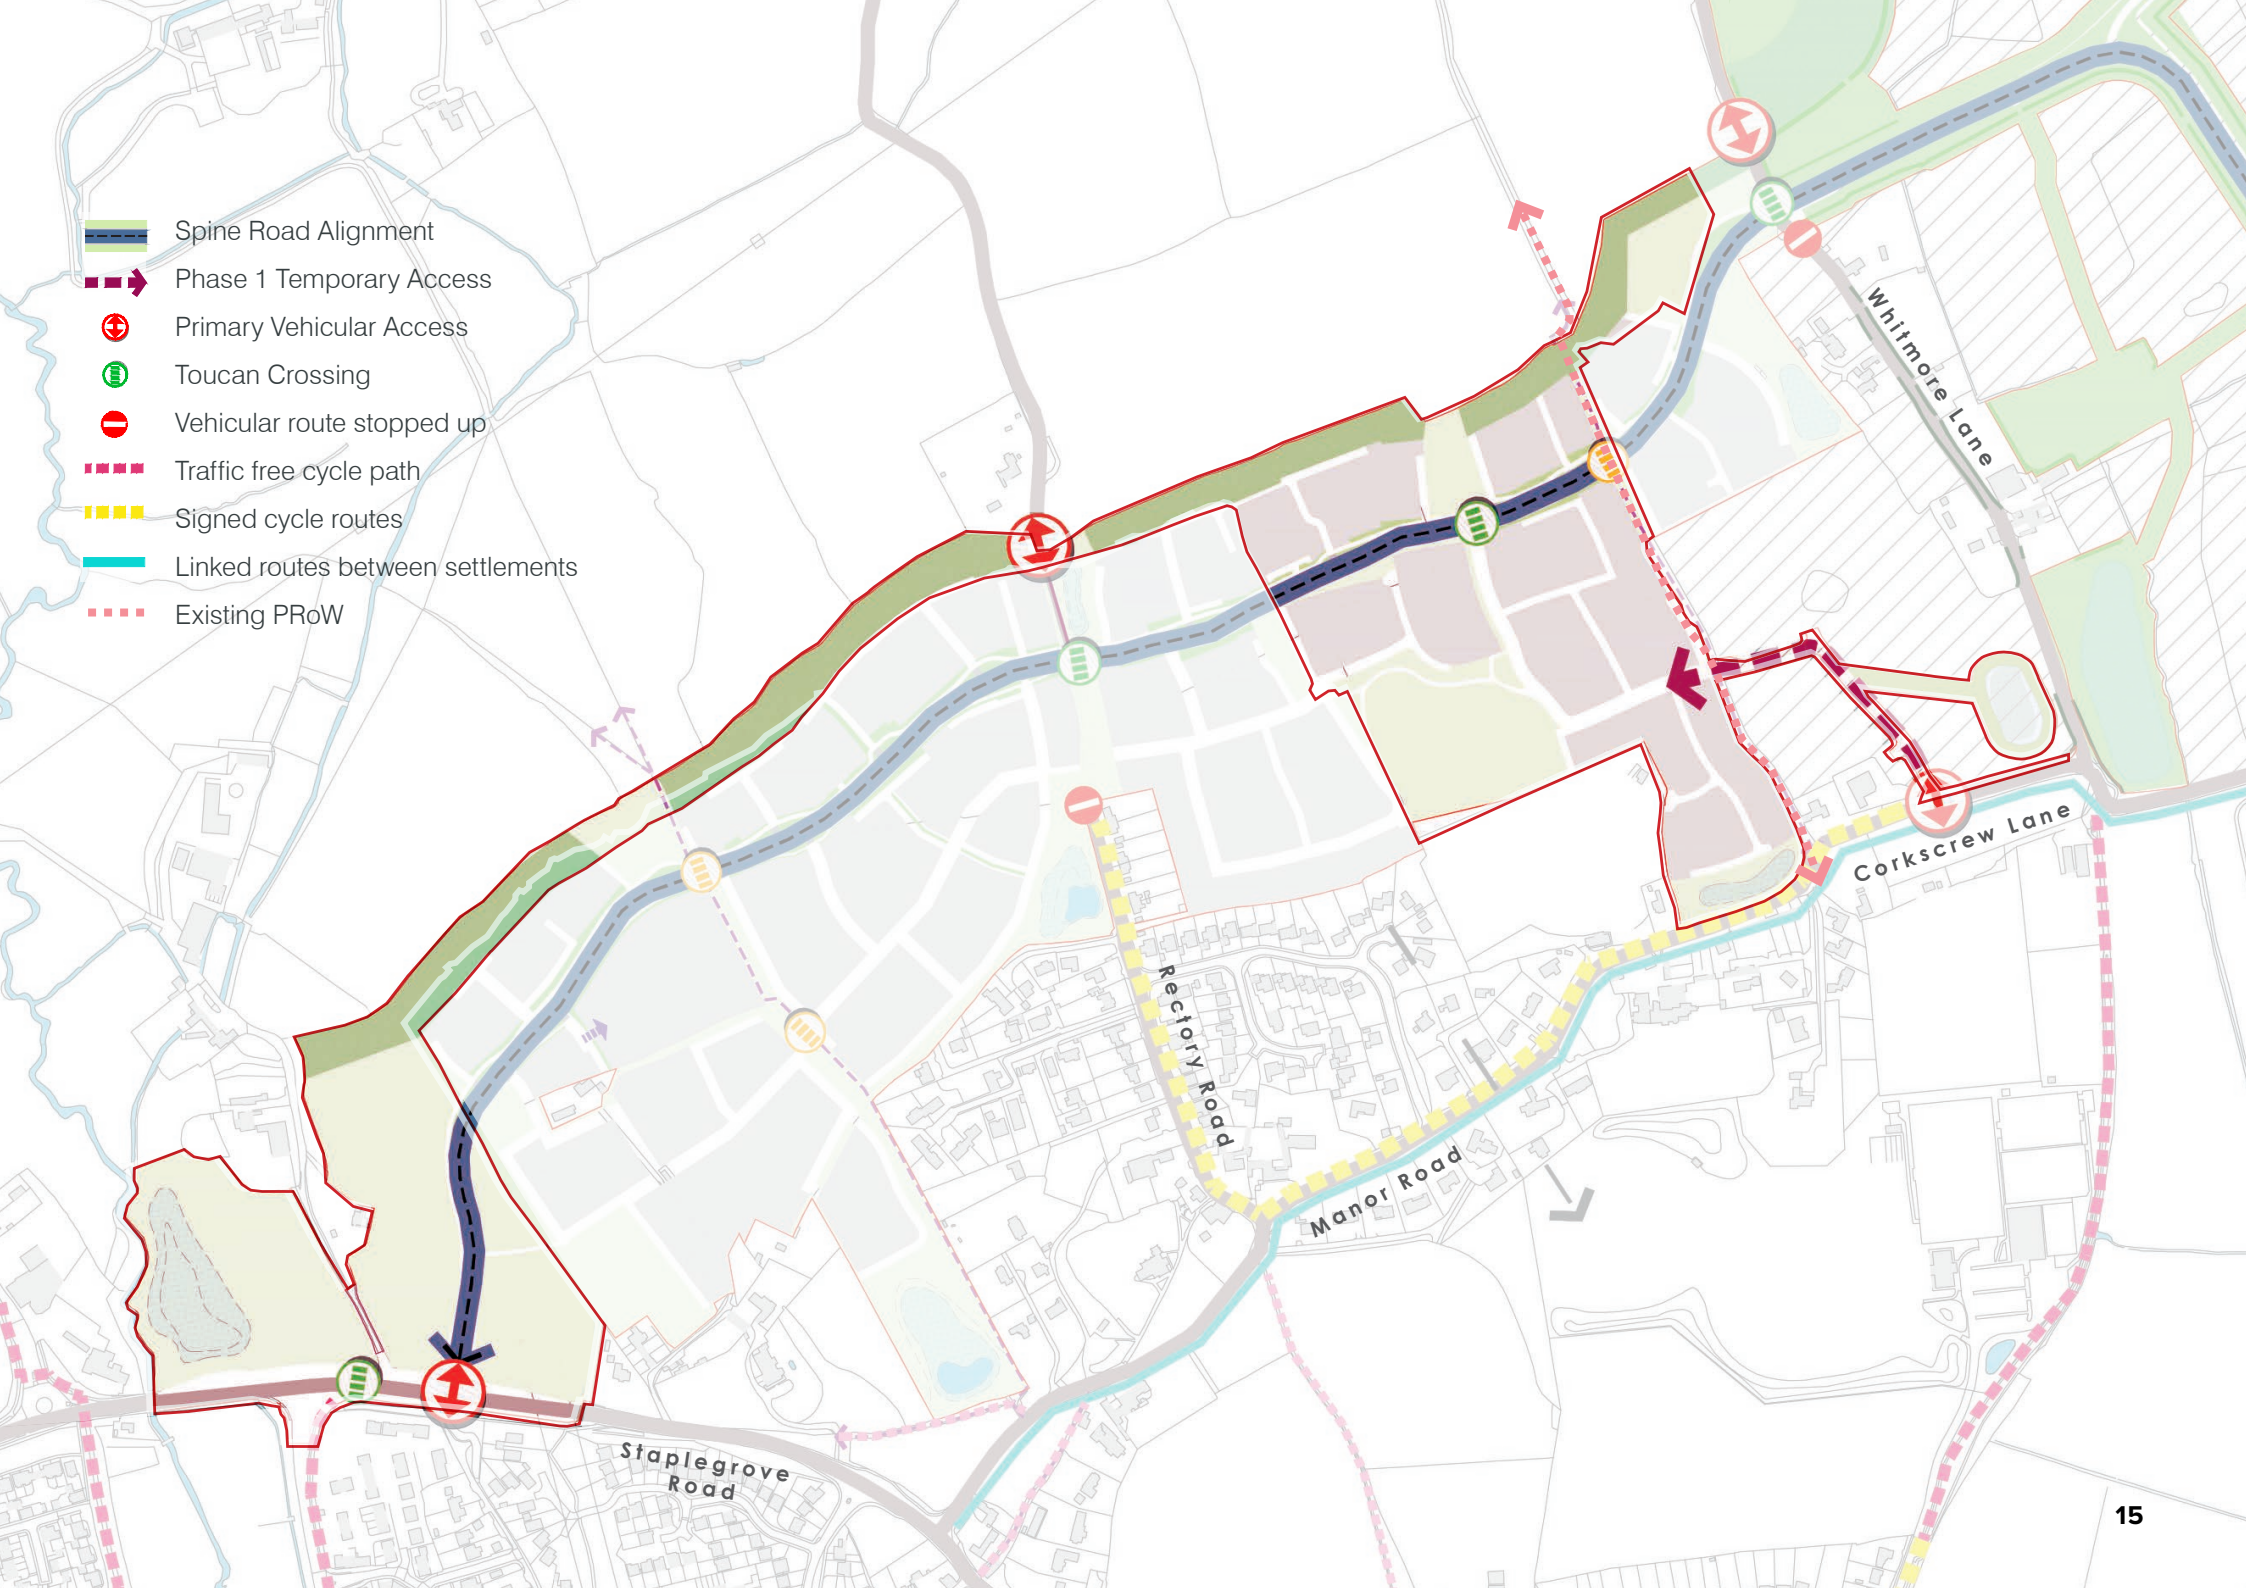 Spine Road Alignment
Phase 1 Temporary Access
Primary Vehicular Access
Toucan Crossing
Vehicular route stopped up
Traffic free cycle path
Signed cycle routes
Linked routes between settlements
Existing PRoW
Whitmore Lane
Corkscrew Lane
Rectory Road
Manor Road
Staplegrove
Road
15